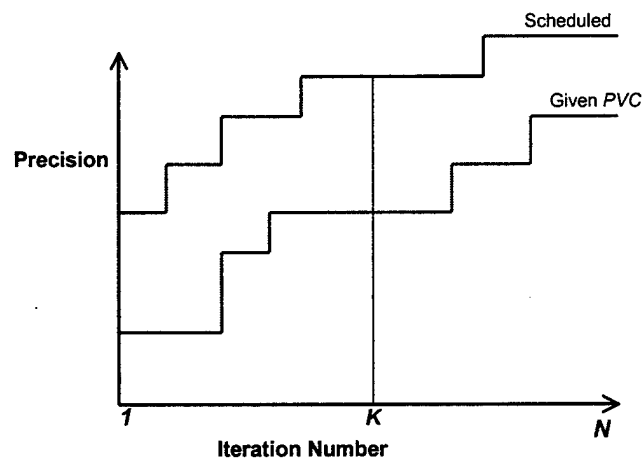 Scheduled
Given PVC
Precision
1
K
N
Iteration Number